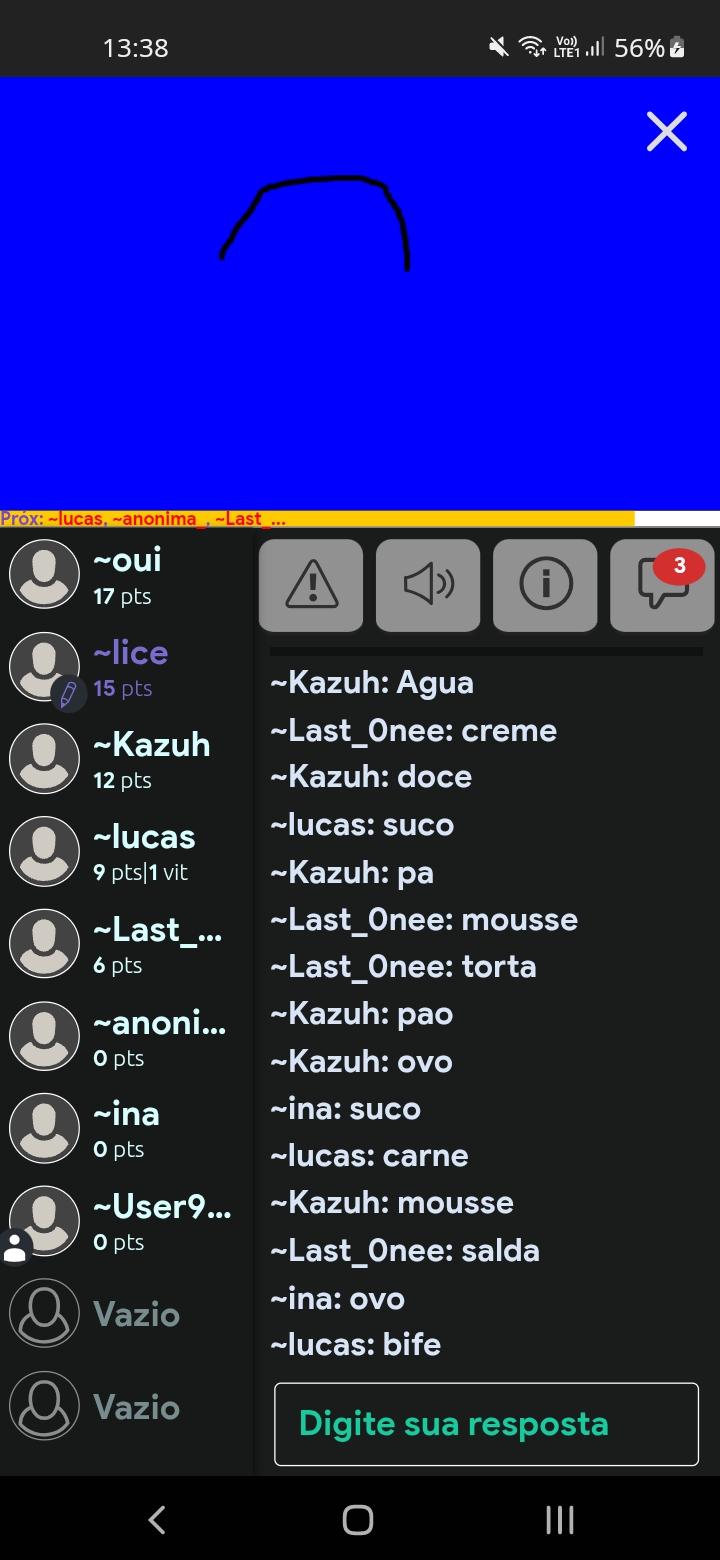 13:38 Vo)) LTE1 56%
Próx: ~lucas, ~anonima_, ~Last_...
~oui
17 pts
~lice
15 pts
~Kazuh
12 pts
~lucas
9 pts|1 vit
~Last_...
6 pts
~anoni...
0 pts
~ina
0 pts
~User9...
0 pts
Vazio
Vazio
3
~Kazuh: Agua
~Last_0nee: creme
~Kazuh: doce
~lucas: suco
~Kazuh: pa
~Last_0nee: mousse
~Last_0nee: torta
~Kazuh: pao
~Kazuh: ovo
~ina: suco
~lucas: carne
~Kazuh: mousse
~Last_0nee: salda
~ina: ovo
~lucas: bife
Digite sua resposta